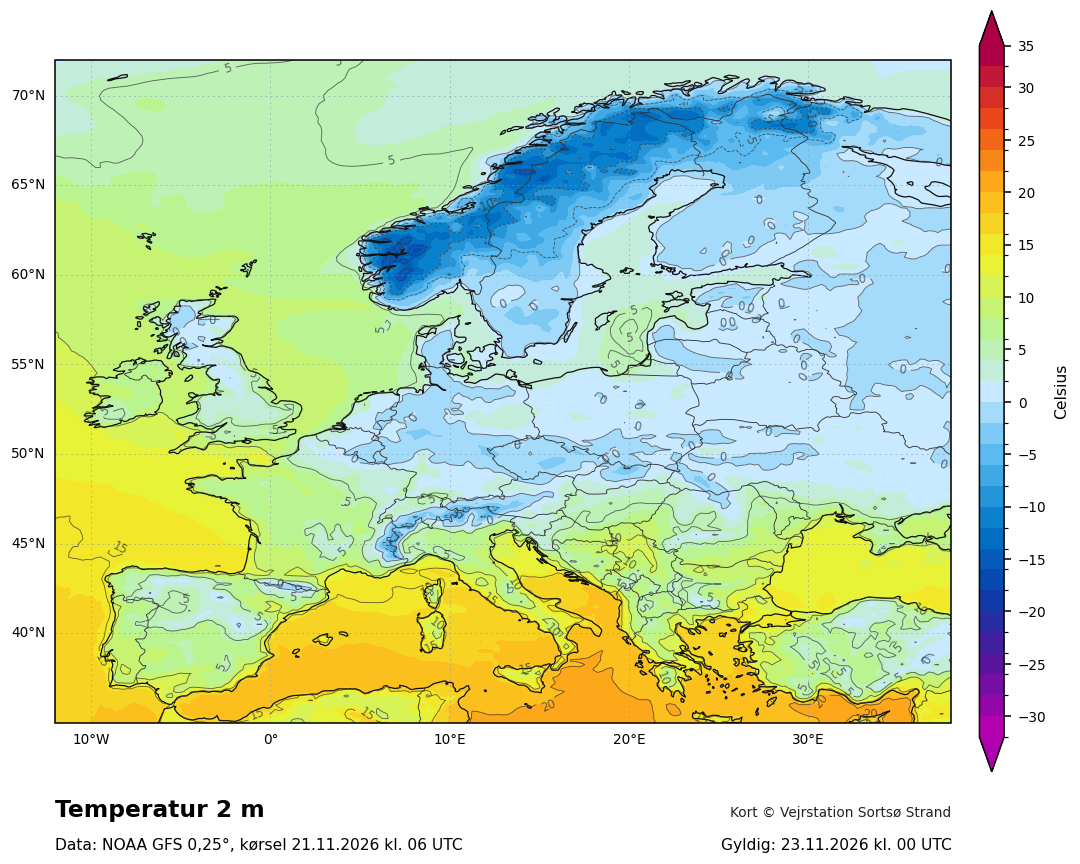 70°N
65°N
60°N
55°N
50°N
45°N
40°N
10°W
0°
10°E
20°E
30°E
35
30
25
20
15
10
5
0
−5
−10
−15
−20
−25
−30
Celsius
Temperatur 2 m
Kort © Vejrstation Sortsø Strand
Data: NOAA GFS 0,25°, kørsel 21.11.2026 kl. 06 UTC
Gyldig: 23.11.2026 kl. 00 UTC